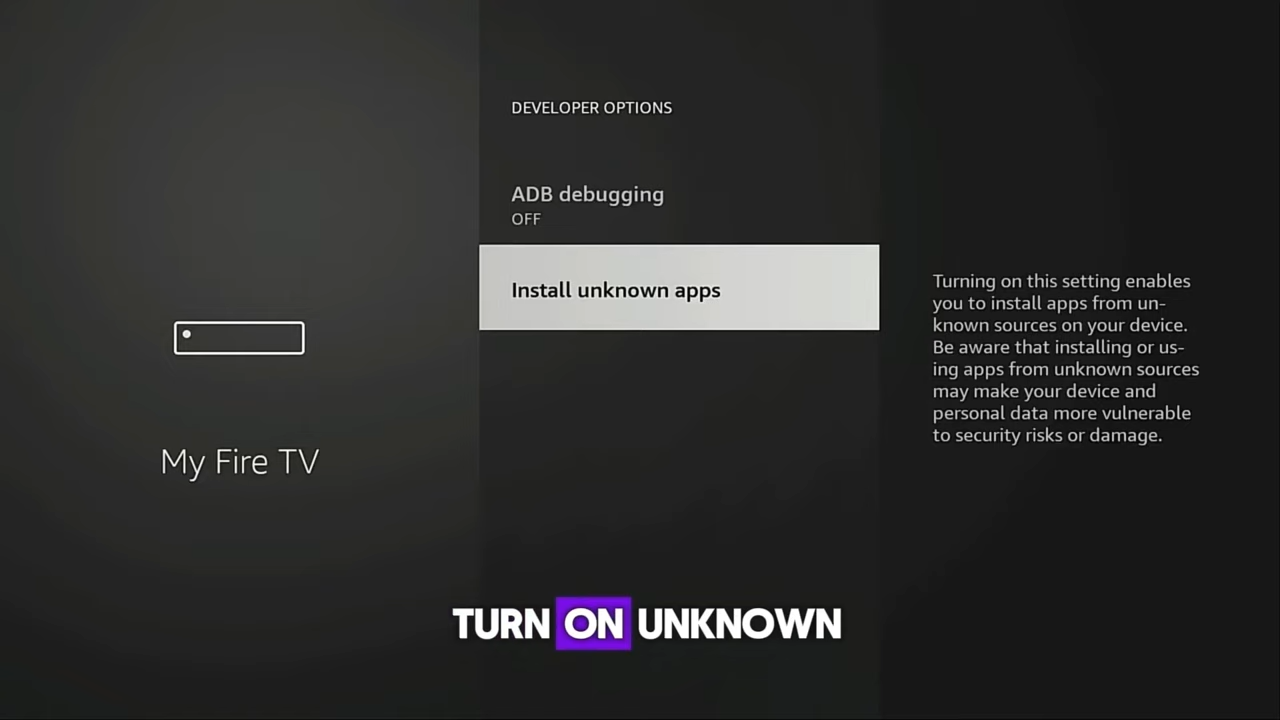 DEVELOPER OPTIONS
ADB debugging
OFF
Install unknown apps
My Fire TV
Turning on this setting enables
you to install apps from un-
known sources on your device.
Be aware that installing or us-
ing apps from unknown sources
may make your device and
personal data more vulnerable
to security risks or damage.
TURN ON UNKNOWN